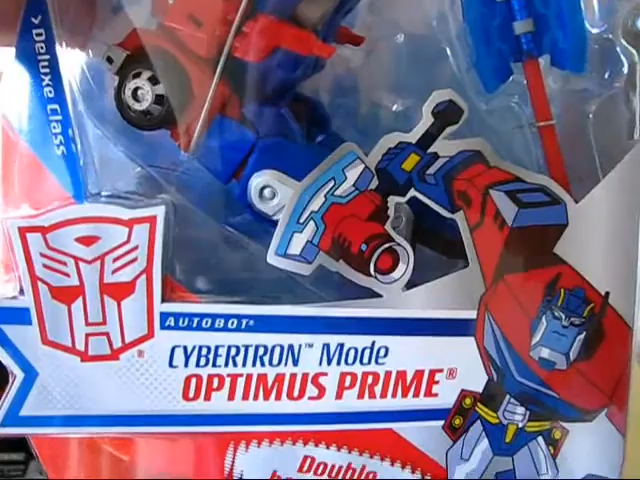 > Deluxe Class
AUTOBOT®
CYBERTRON™ Mode
OPTIMUS PRIME®
Double